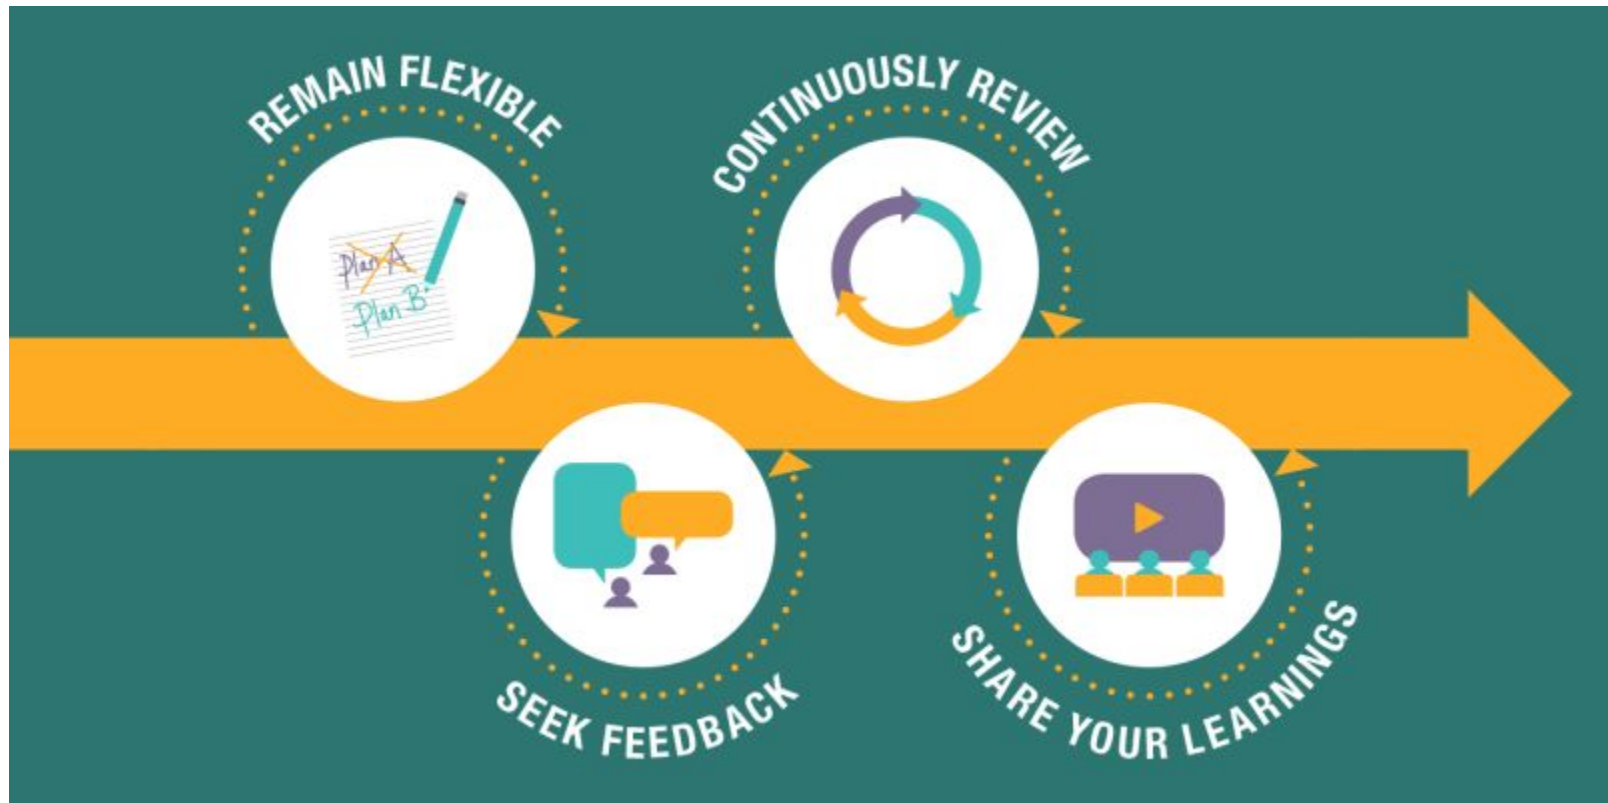 REMAIN FLEXIBLE
Plan A
Plan B
SEEK FEEDBACK
CONTINUOUSLY REVIEW
SHARE YOUR LEARNINGS